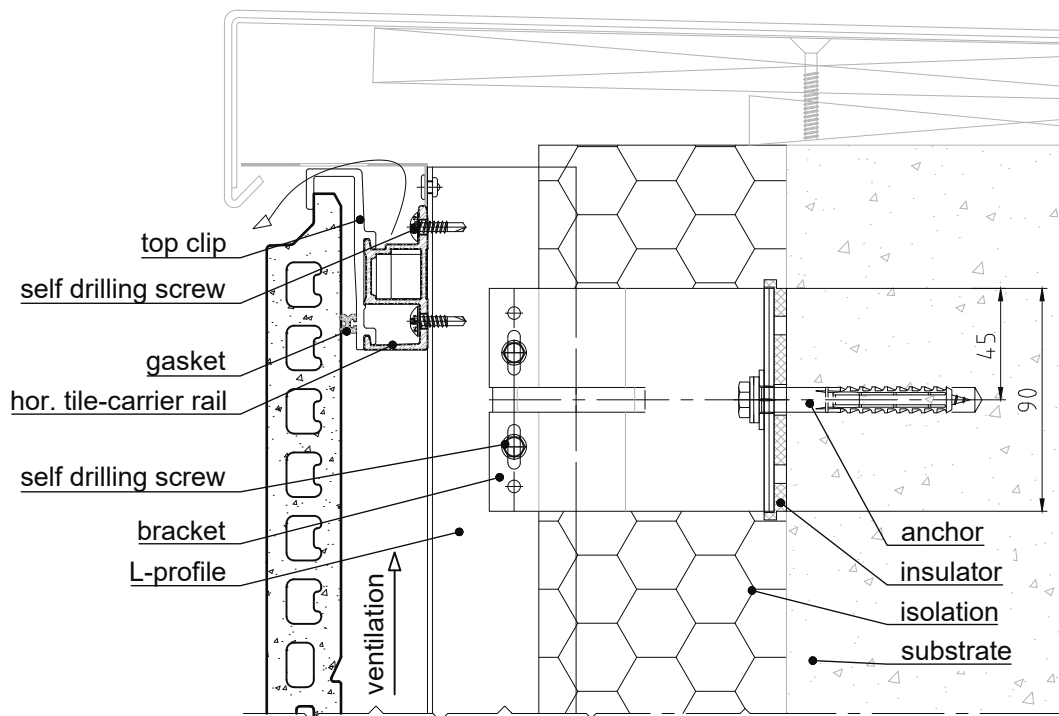 top clip
self drilling screw
gasket
hor. tile-carrier rail
self drilling screw
bracket
L-profile
ventilation
45
90
anchor
insulator
isolation
substrate